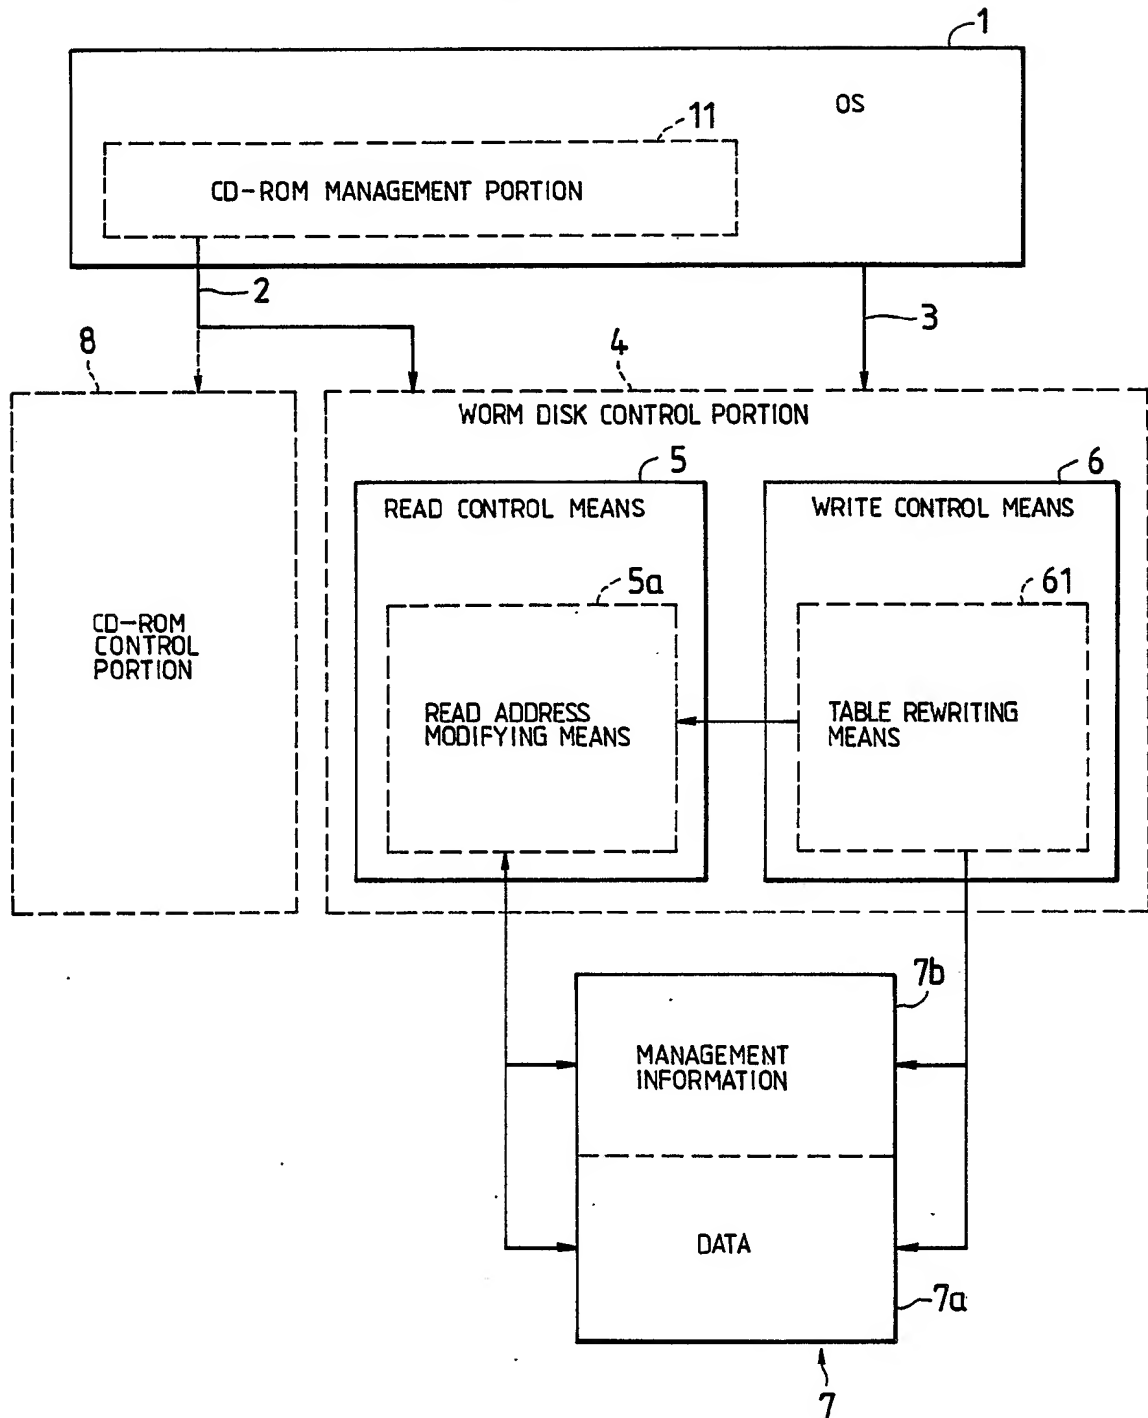 1
OS
11
CD-ROM MANAGEMENT PORTION
2
3
8
4
WORM DISK CONTROL PORTION
5
6
READ CONTROL MEANS
WRITE CONTROL MEANS
5a
61
CD-ROM
CONTROL
PORTION
READ ADDRESS
MODIFYING MEANS
TABLE REWRITING
MEANS
7b
MANAGEMENT
INFORMATION
DATA
7a
7